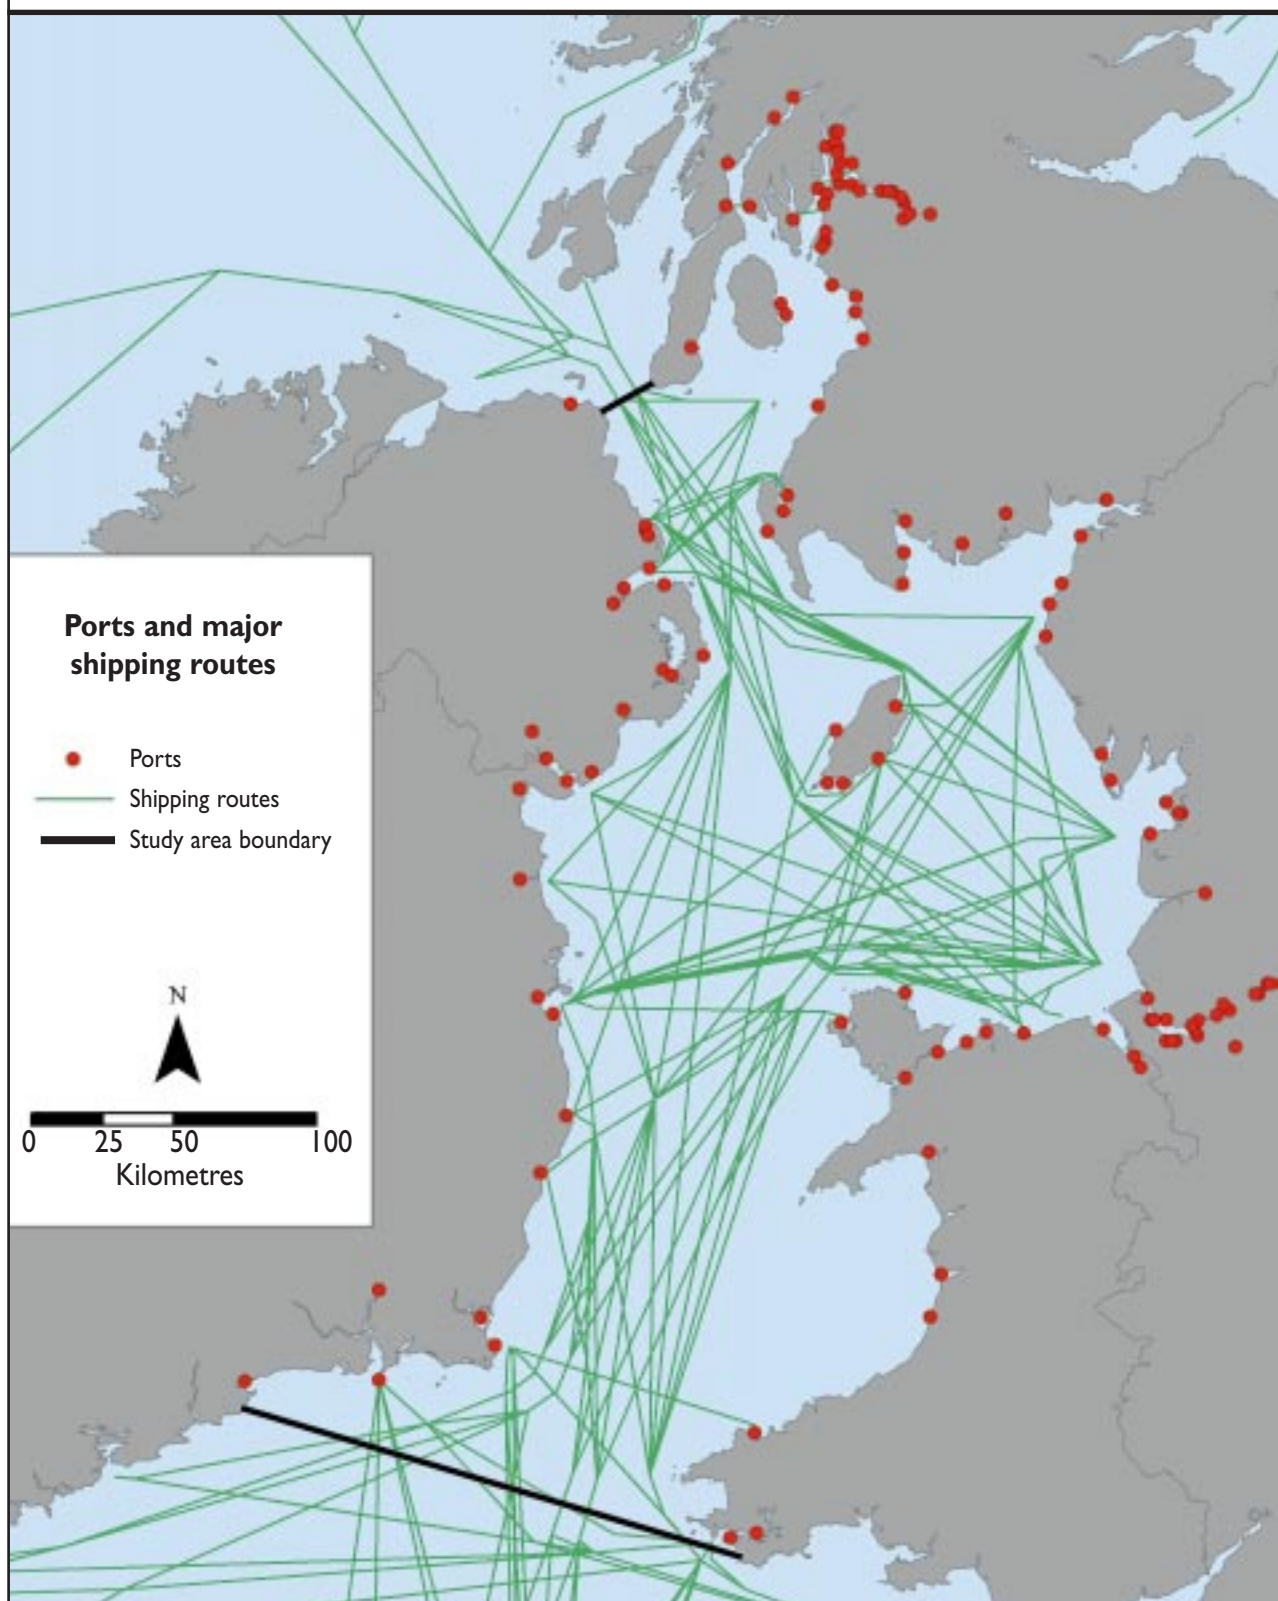 Ports and major
shipping routes
Ports
Shipping routes
Study area boundary
N
0 25 50 100
Kilometres